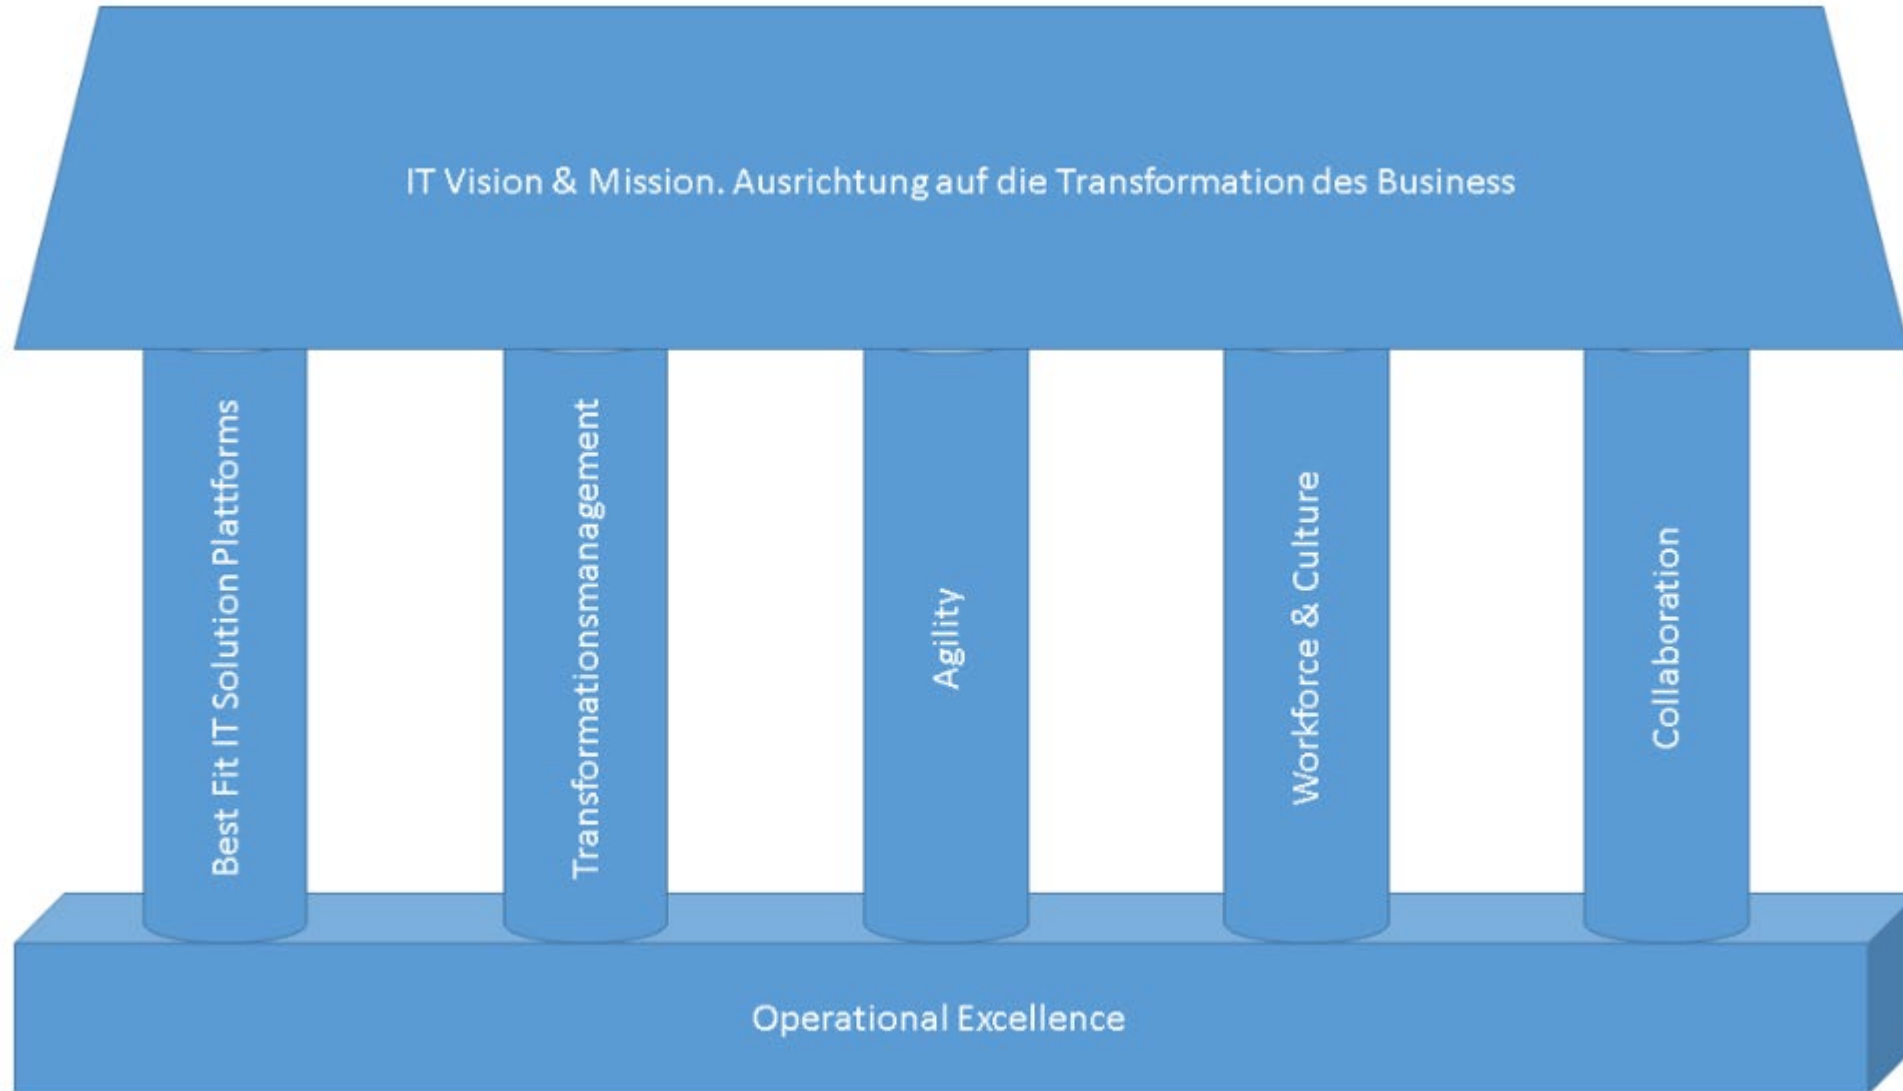 IT Vision & Mission. Ausrichtung auf die Transformation des Business
Best Fit IT Solution Plattforms
Transformationsmanagement
Agility
Workforce & Culture
Collaboration
Operational Excellence